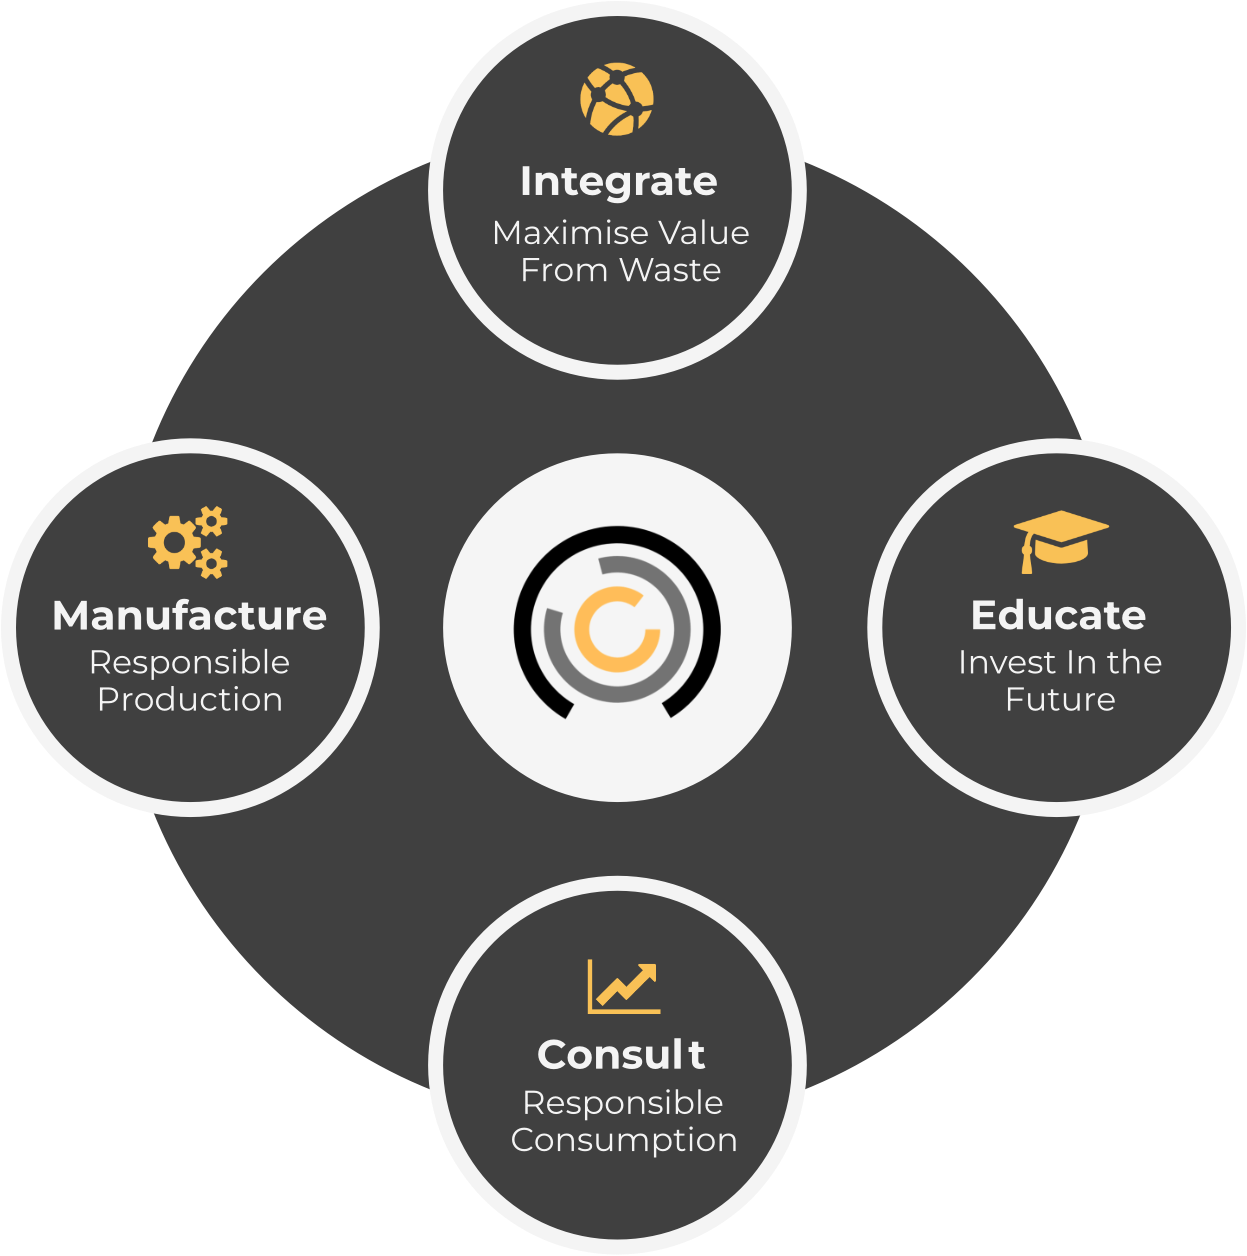 Integrate
Maximise Value
From Waste
Manufacture
Responsible
Production
Educate
Invest In the
Future
Consult
Responsible
Consumption